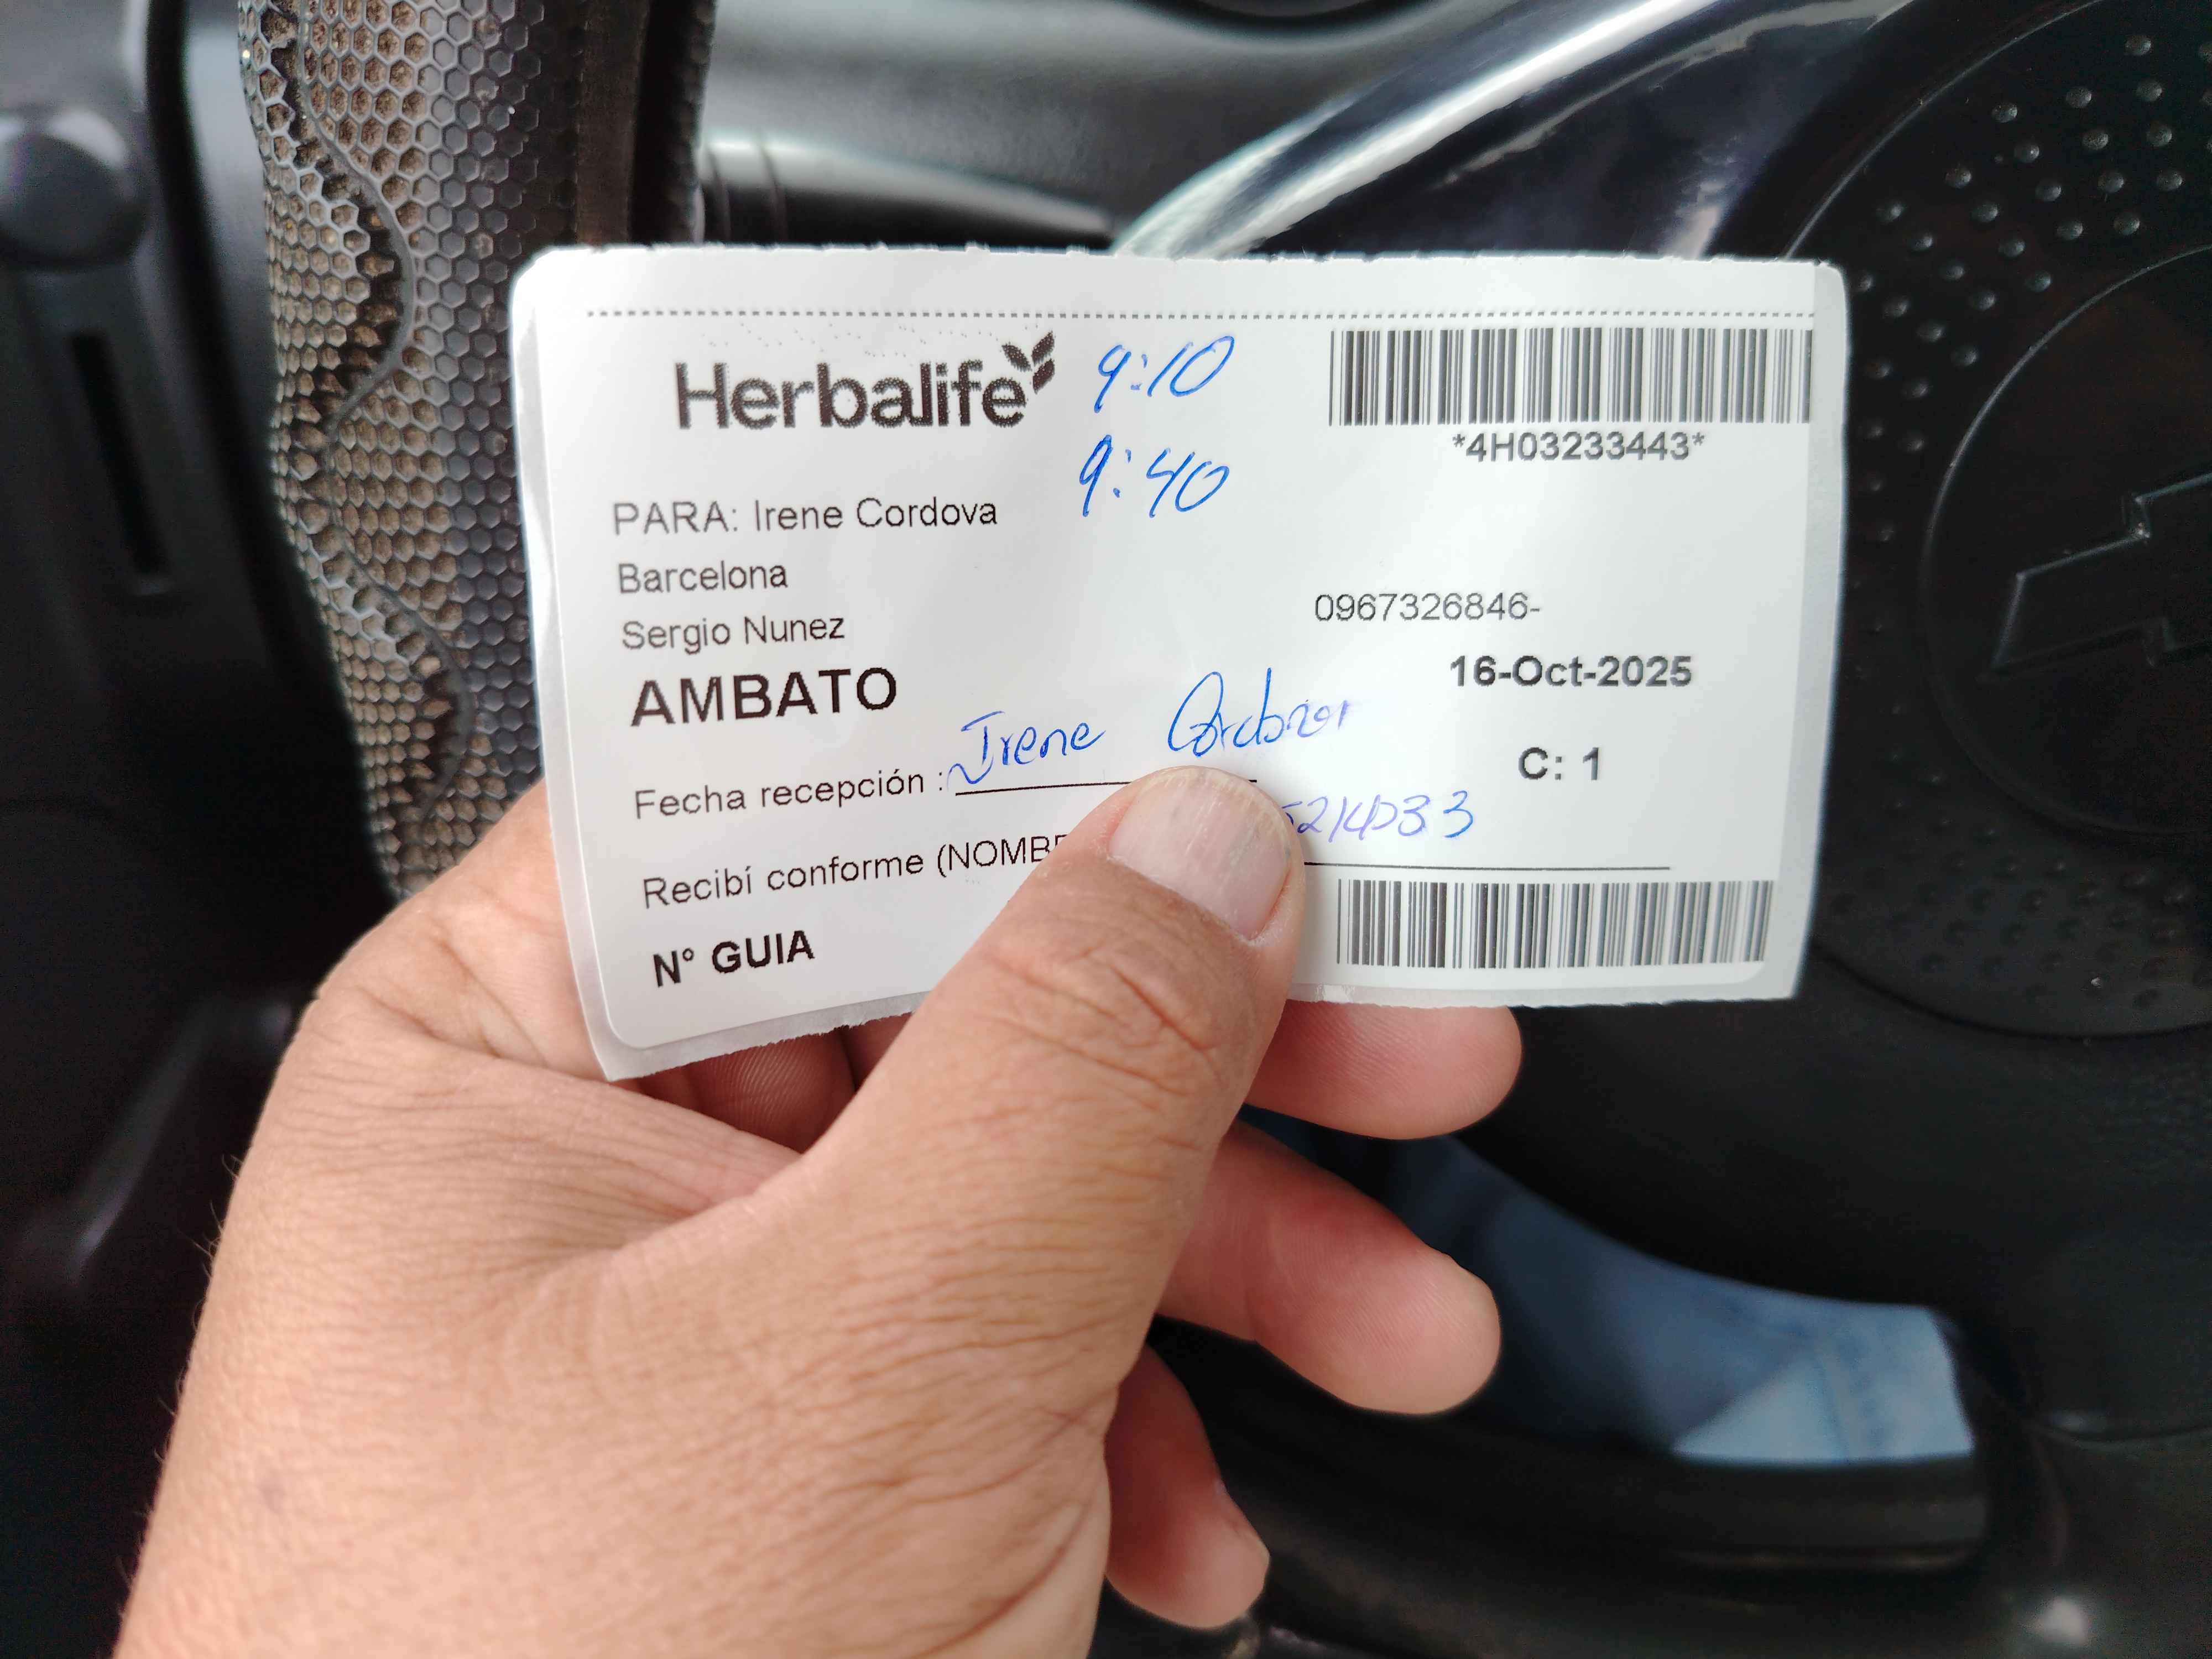 Herbalife
9:10
*4H03233443*
9:40
PARA: Irene Cordova
Barcelona
0967326846-
Sergio Nunez
16-Oct-2025
AMBATO
Fecha recepción : Irene Cordova
C: 1
Recibí conforme (NOMB
N° GUIA